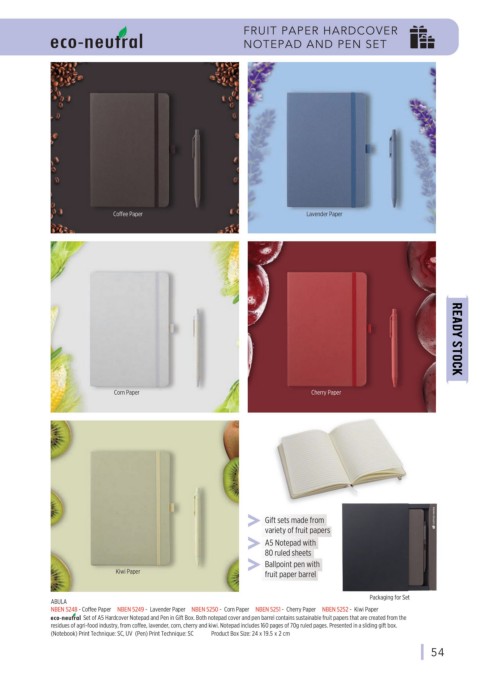 eco-neutral
FRUIT PAPER HARDCOVER
NOTEPAD AND PEN SET
Coffee Paper
Lavender Paper
Corn Paper
Cherry Paper
READY STOCK
Kiwi Paper
Gift sets made from
variety of fruit papers
A5 Notepad with
80 ruled sheets
Ballpoint pen with
fruit paper barrel
Packaging for Set
ABULA
NBEN 5248 - Coffee Paper NBEN 5249 - Lavender Paper NBEN 5250 - Corn Paper NBEN 5251 - Cherry Paper NBEN 5252 - Kiwi Paper
eco-neutral Set of A5 Hardcover Notepad and Pen in Gift Box. Both notepad cover and pen barrel contains sustainable fruit papers that are created from the
residues of agri-food industry, from coffee, lavender, corn, cherry and kiwi. Notepad includes 160 pages of 70g ruled pages. Presented in a sliding gift box.
(Notebook) Print Technique: SC, UV (Pen) Print Technique: SC Product Box Size: 24 x 19.5 x 2 cm
54